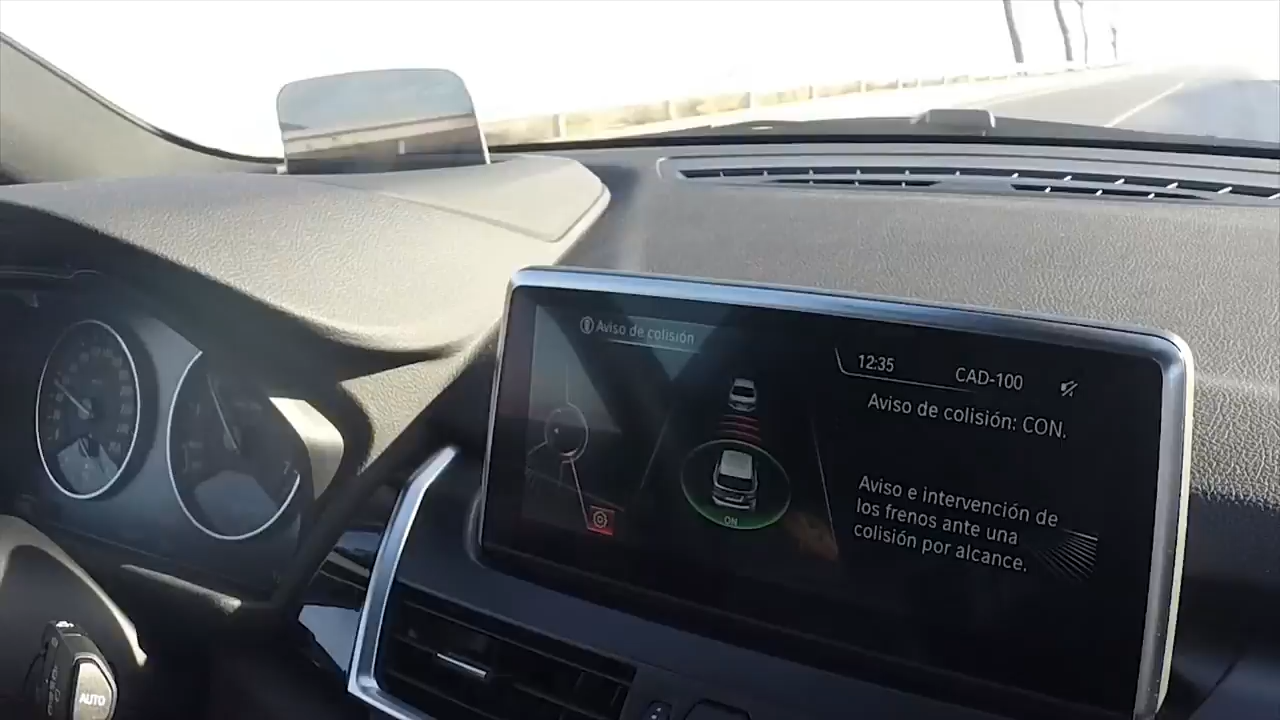 Aviso de colisión
12:35 CAD-100
Aviso de colisión: CON.
Aviso e intervención de
los frenos ante una
colisión por alcance.
ON
AUTO